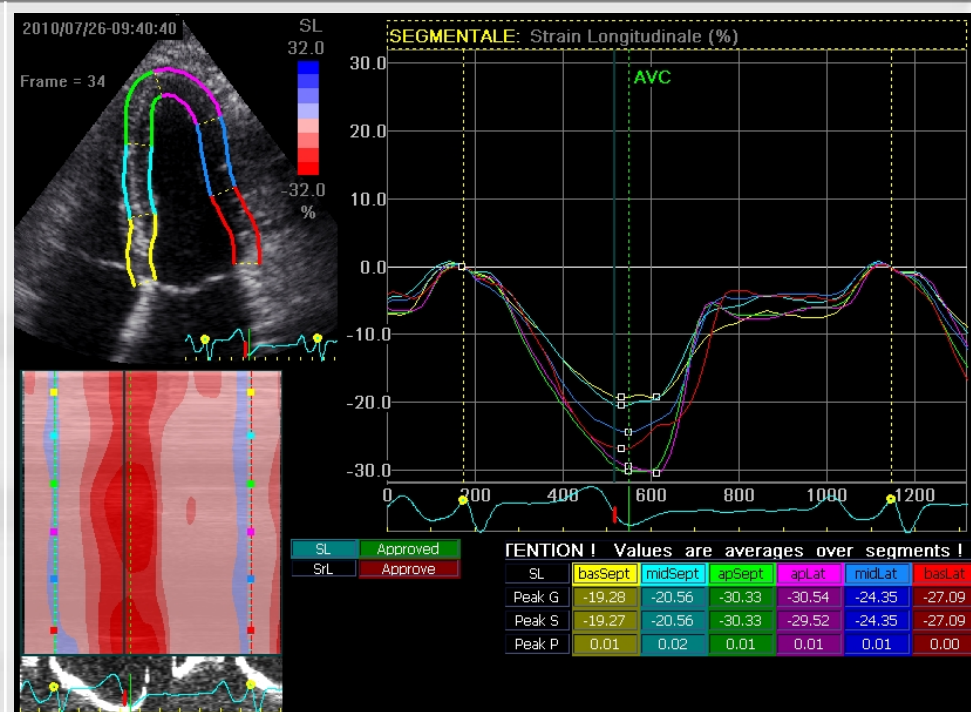 2010/07/26-09:40:40
SL
32.0
Frame = 34
-32.0
%
SEGMENTALE: Strain Longitudinale (%)
30.0
AVC
20.0
10.0
0.0
-10.0
-20.0
-30.0
0 200 400 600 800 1000 1200
SL Approved
SrL Approve
TENTION ! Values are averages over segments !
SL basSept midSept apSept apLat midLat basLat
Peak G -19.28 -20.56 -30.33 -30.54 -24.35 -27.09
Peak S -19.27 -20.56 -30.33 -29.52 -24.35 -27.09
Peak P 0.01 0.02 0.01 0.01 0.01 0.00